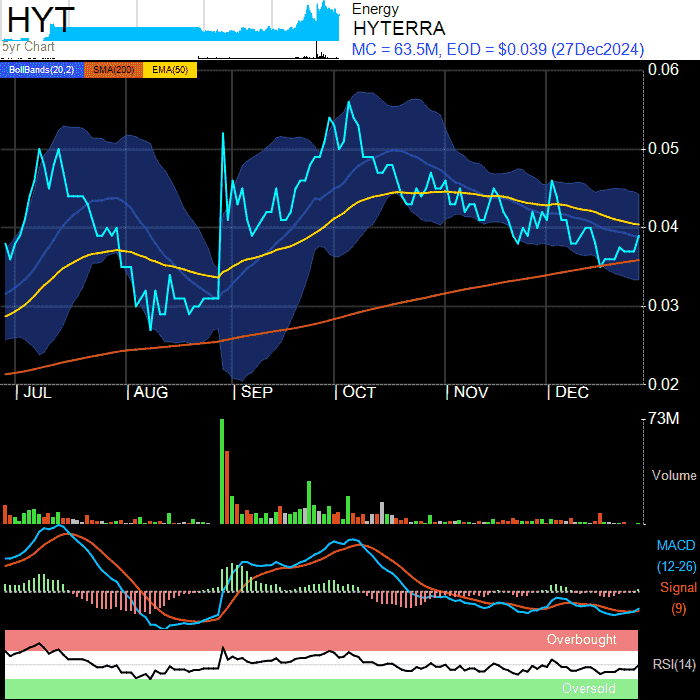 HYT
5yr Chart
Energy
HYTERRA
MC = 63.5M, EOD = $0.039 (27Dec2024)
BollBands(20,2) SMA(200) EMA(50)
0.06
0.05
0.04
0.03
0.02
JUL AUG SEP OCT NOV DEC
73M
Volume
MACD
(12-26)
Signal
(9)
Overbought
RSI(14)
Oversold